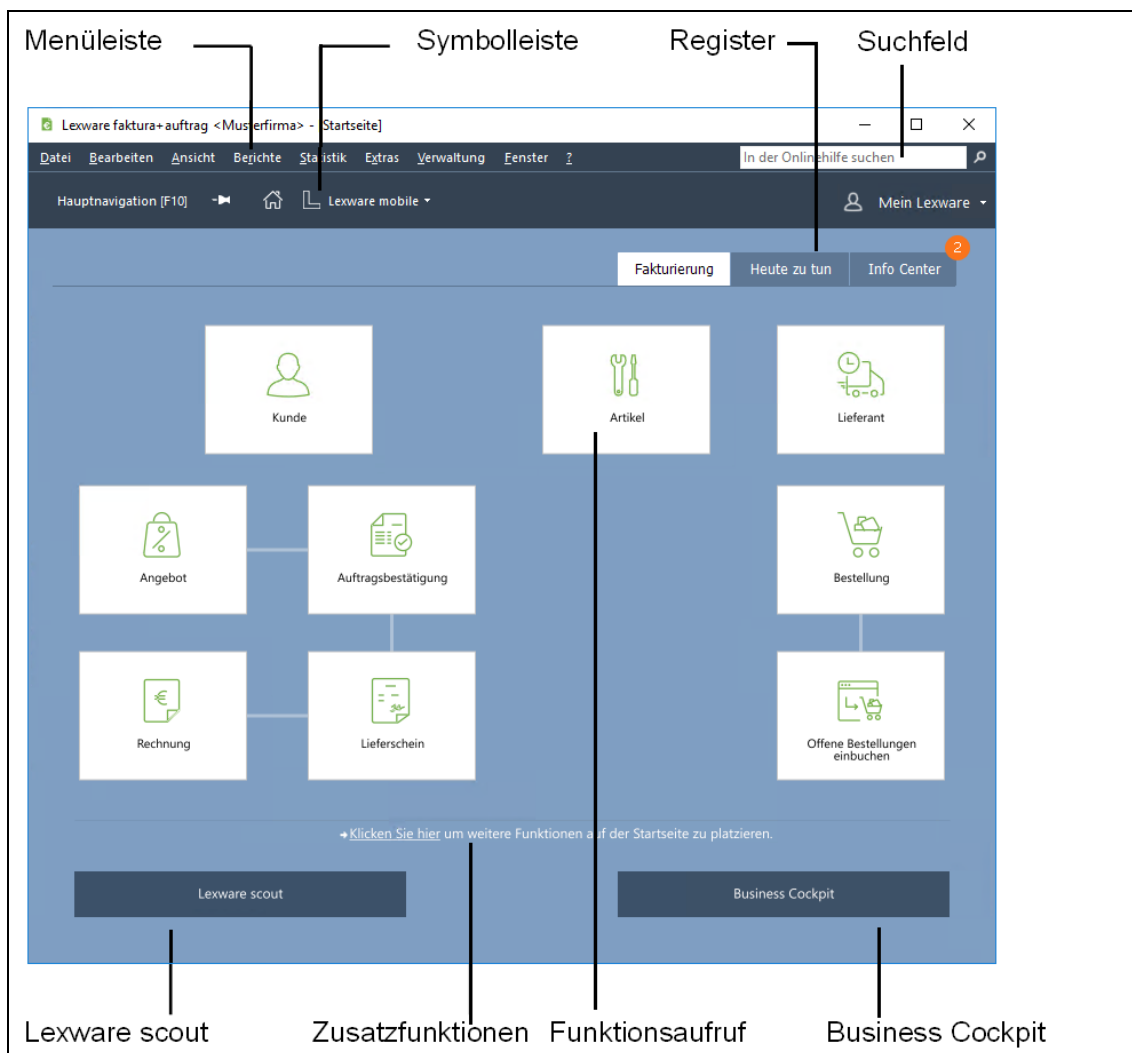 Menüleiste Symbolleiste Register Suchfeld
Lexware faktura+auftrag <Musterfirma> - [Startseite]
Datei Bearbeiten Ansicht Berichte Statistik Extras Verwaltung Fenster ? In der Onlinehilfe suchen
Hauptnavigation [F10] Lexware mobile Mein Lexware
2
Fakturierung Heute zu tun Info Center
Kunde Artikel Lieferant
Angebot Auftragsbestätigung Bestellung
Rechnung Lieferschein Offene Bestellungen
einbuchen
Klicken Sie hier um weitere Funktionen auf der Startseite zu platzieren.
Lexware scout Business Cockpit
Lexware scout Zusatzfunktionen Funktionsaufruf Business Cockpit